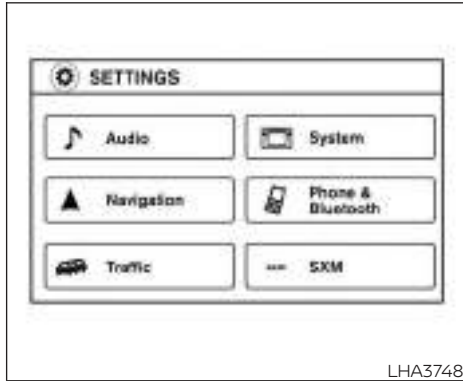 SETTINGS
Audio
System
Navigation
Phone &
Bluetooth
Traffic
SXM
LHA3748